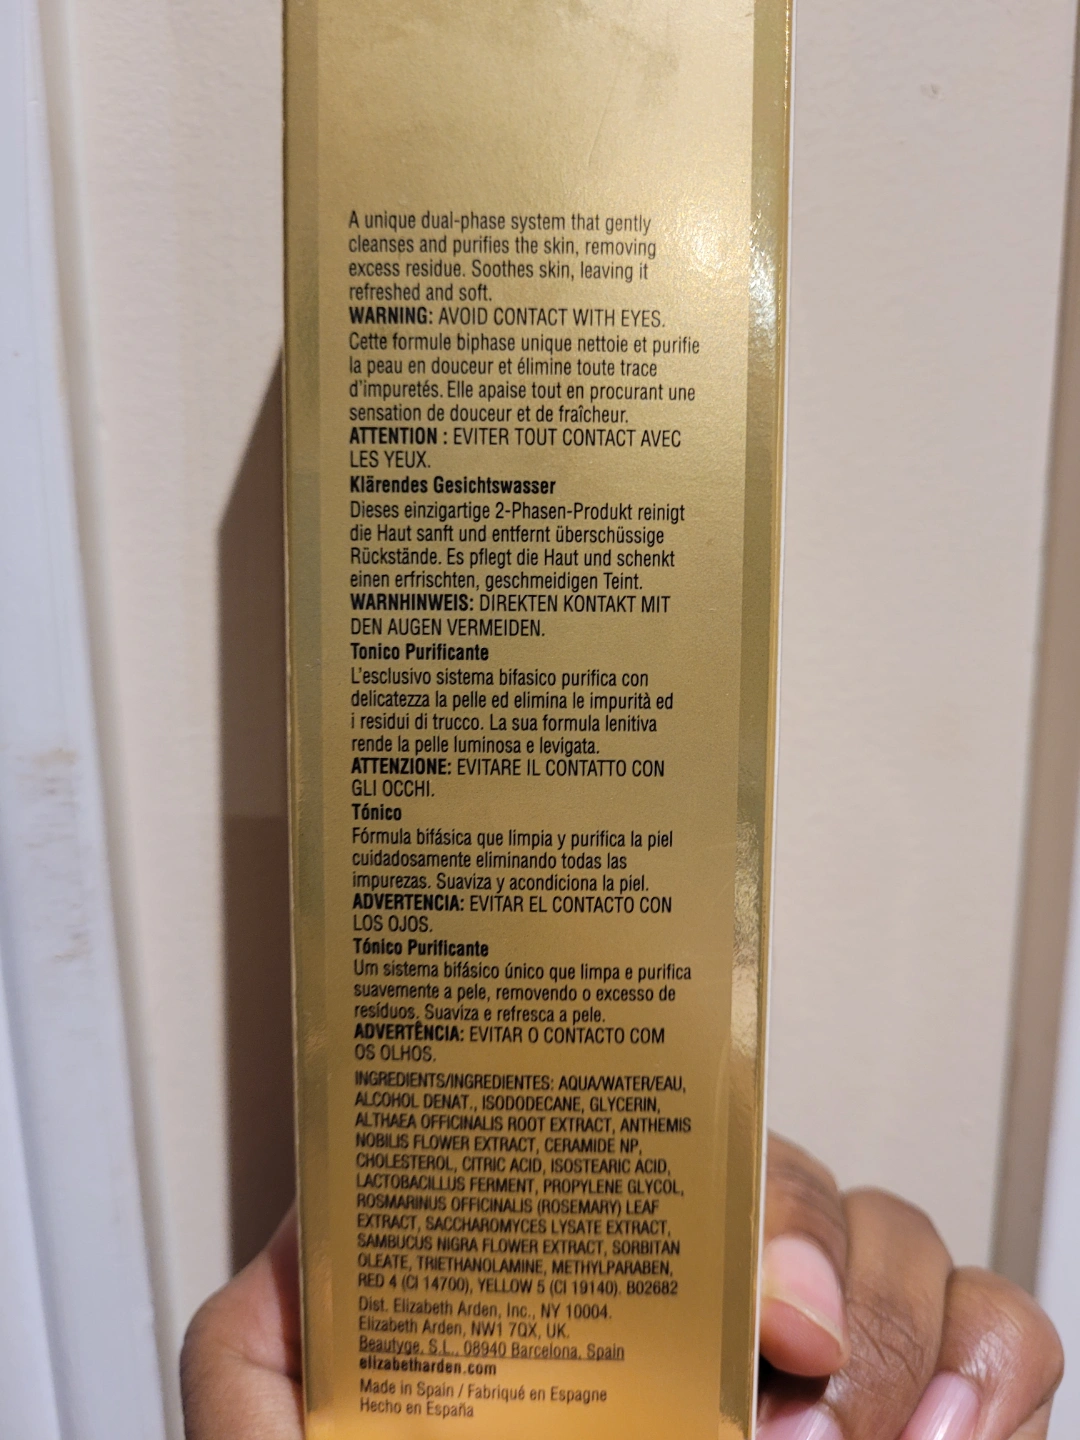 A unique dual-phase system that gently
cleanses and purifies the skin, removing
excess residue. Soothes skin, leaving it
refreshed and soft.
WARNING: AVOID CONTACT WITH EYES.
Cette formule biphase unique nettoie et purifie
la peau en douceur et élimine toute trace
d'impuretés. Elle apaise tout en procurant une
sensation de douceur et de fraîcheur.
ATTENTION : EVITER TOUT CONTACT AVEC
LES YEUX.
Klärendes Gesichtswasser
Dieses einzigartige 2-Phasen-Produkt reinigt
die Haut sanft und entfernt überschüssige
Rückstände. Es pflegt die Haut und schenkt
einen erfrischten, geschmeidigen Teint.
WARNHINWEIS: DIREKTEN KONTAKT MIT
DEN AUGEN VERMEIDEN.
Tonico Purificante
L'esclusivo sistema bifasico purifica con
delicatezza la pelle ed elimina le impurità ed
i residui di trucco. La sua formula lenitiva
rende la pelle luminosa e levigata.
ATTENZIONE: EVITARE IL CONTATTO CON
GLI OCCHI.
Tónico
Fórmula bifásica que limpia y purifica la piel
cuidadosamente eliminando todas las
impurezas. Suaviza y acondiciona la piel.
ADVERTENCIA: EVITAR EL CONTACTO CON
LOS OJOS.
Tónico Purificante
Um sistema bifásico único que limpa e purifica
suavemente a pele, removendo o excesso de
resíduos. Suaviza e refresca a pele.
ADVERTÊNCIA: EVITAR O CONTACTO COM
OS OLHOS.
INGREDIENTS/INGREDIENTES: AQUA/WATER/EAU,
ALCOHOL DENAT., ISODODECANE, GLYCERIN,
ALTHAEA OFFICINALIS ROOT EXTRACT, ANTHEMIS
NOBILIS FLOWER EXTRACT, CERAMIDE NP,
CHOLESTEROL, CITRIC ACID, ISOSTEARIC ACID,
LACTOBACILLUS FERMENT, PROPYLENE GLYCOL,
ROSMARINUS OFFICINALIS (ROSEMARY) LEAF
EXTRACT, SACCHAROMYCES LYSATE EXTRACT,
SAMBUCUS NIGRA FLOWER EXTRACT, SORBITAN
OLEATE, TRIETHANOLAMINE, METHYLPARABEN,
RED 4 (CI 14700), YELLOW 5 (CI 19140). B02682
Dist. Elizabeth Arden, Inc., NY 10004.
Elizabeth Arden, NW1 7QX, UK.
Beautyge, S.L., 08940 Barcelona, Spain
elizabetharden.com
Made in Spain / Fabriqué en Espagne
Hecho en España